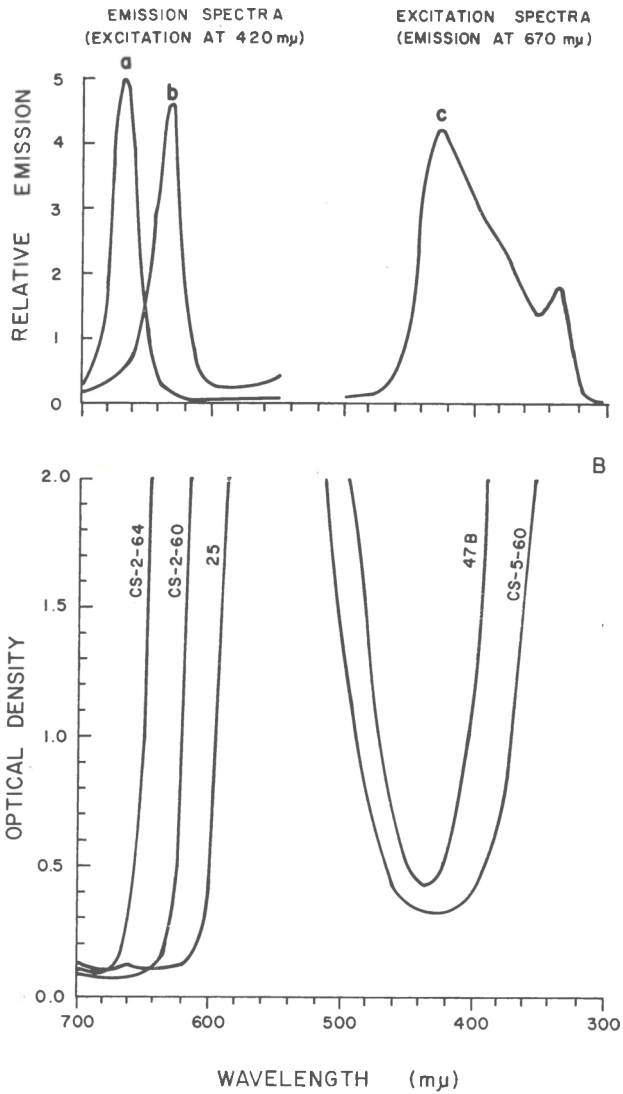 EMISSION SPECTRA
(EXCITATION AT 420 mμ)
EXCITATION SPECTRA
(EMISSION AT 670 mμ)
a
b
c
5
4
3
2
1
0
RELATIVE EMISSION
B
2.0
1.5
1.0
0.5
0.0
OPTICAL DENSITY
CS-2-64
CS-2-60
25
47B
CS-5-60
700
600
500
400
300
WAVELENGTH (mμ)